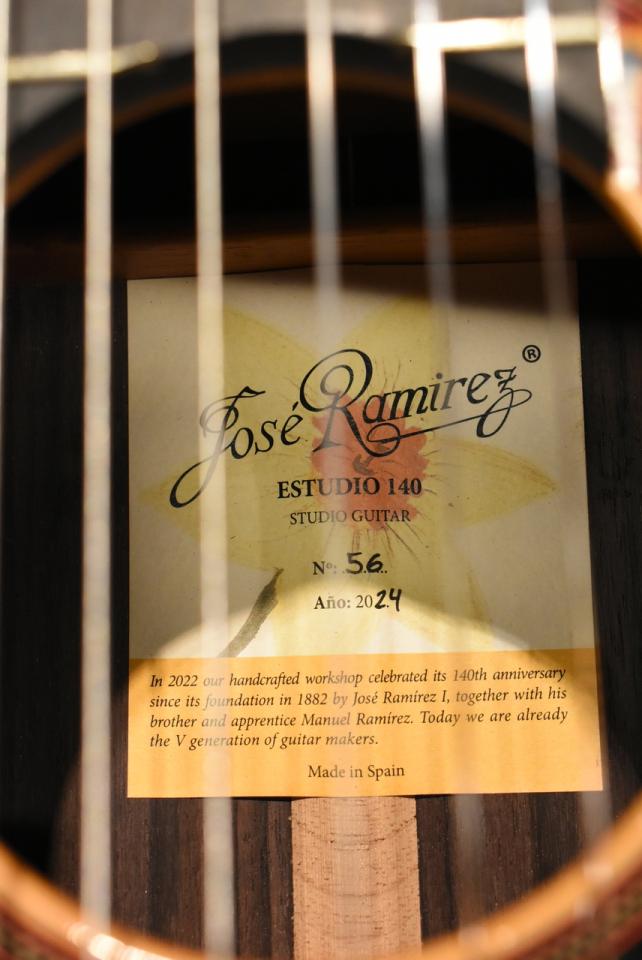 José Ramirez ®
ESTUDIO 140
STUDIO GUITAR
Nº: 56
Año: 2024
In 2022 our handcrafted workshop celebrated its 140th anniversary
since its foundation in 1882 by José Ramírez I, together with his
brother and apprentice Manuel Ramírez. Today we are already
the V generation of guitar makers.
Made in Spain